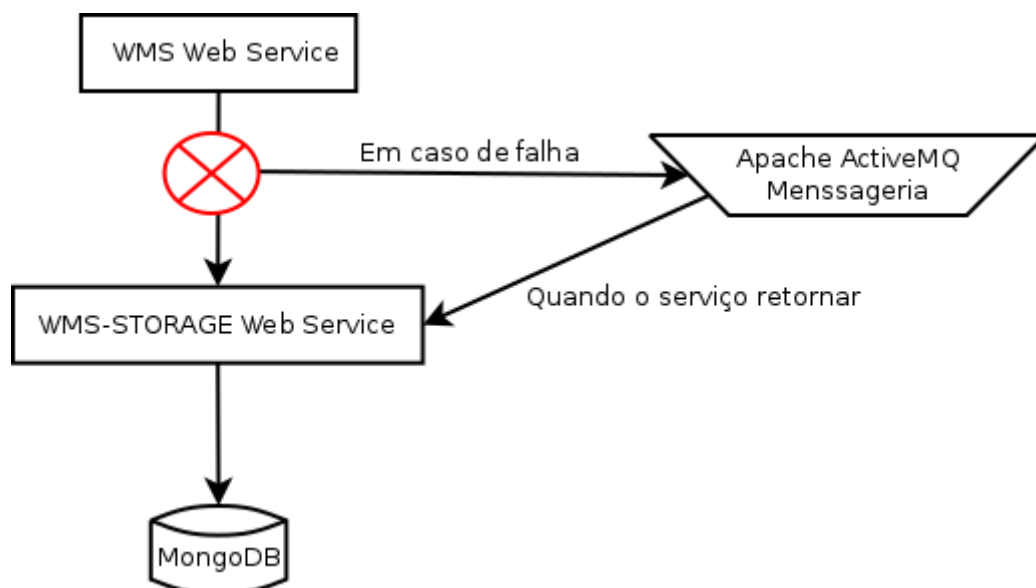 WMS Web Service
Em caso de falha
Apache ActiveMQ
Menssageria
Quando o serviço retornar
WMS-STORAGE Web Service
MongoDB